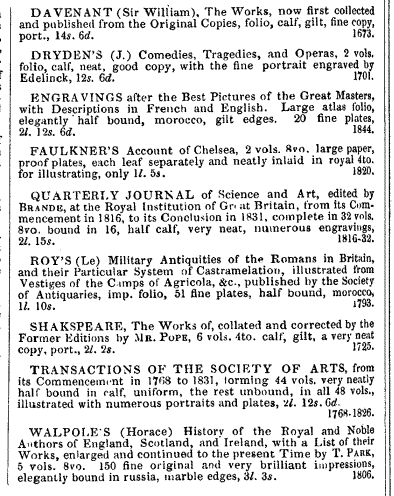 DAVENANT (Sir William), The Works, now first collected
and published from the Original Copies, folio, calf, gilt, fine copy,
port., 14s. 6d. 1673.
DRYDEN'S (J.) Comedies, Tragedies, and Operas, 2 vols.
folio, calf, neat, good copy, with the fine portrait engraved by
Edelinck, 12s. 6d. 1701.
ENGRAVINGS after the Best Pictures of the Great Masters,
with Descriptions in French and English. Large atlas folio,
elegantly half bound, morocco, gilt edges. 20 fine plates,
2l. 12s. 6d. 1844.
FAULKNER'S Account of Chelsea, 2 vols. 8vo. large paper,
proof plates, each leaf separately and neatly inlaid in royal 4to.
for illustrating, only 1l. 5s. 1820.
QUARTERLY JOURNAL of Science and Art, edited by
BRANDE, at the Royal Institution of Great Britain, from its Com-
mencement in 1816, to its Conclusion in 1831, complete in 32 vols.
8vo. bound in 16, half calf, very neat, numerous engravings,
2l. 15s. 1816-32.
ROY'S (Le) Military Antiquities of the Romans in Britain,
and their Particular System of Castrametation, illustrated from
Vestiges of the Camps of Agricola, &c., published by the Society
of Antiquaries, imp. folio, 51 fine plates, half bound, morocco,
1l. 10s. 1793.
SHAKSPEARE, The Works of, collated and corrected by the
Former Editions by MR. POPE, 6 vols. 4to. calf, gilt, a very neat
copy, port., 2l. 2s. 1725.
TRANSACTIONS OF THE SOCIETY OF ARTS, from
its Commencement in 1768 to 1831, forming 44 vols. very neatly
half bound in calf, uniform, the rest unbound, in all 48 vols.,
illustrated with numerous portraits and plates, 2l. 12s. 6d.
1768-1826.
WALPOLE'S (Horace) History of the Royal and Noble
Authors of England, Scotland, and Ireland, with a List of their
Works, enlarged and continued to the present Time by T. PARK,
5 vols. 8vo. 150 fine original and very brilliant impressions,
elegantly bound in russia, marble edges, 3l. 3s. 1806.